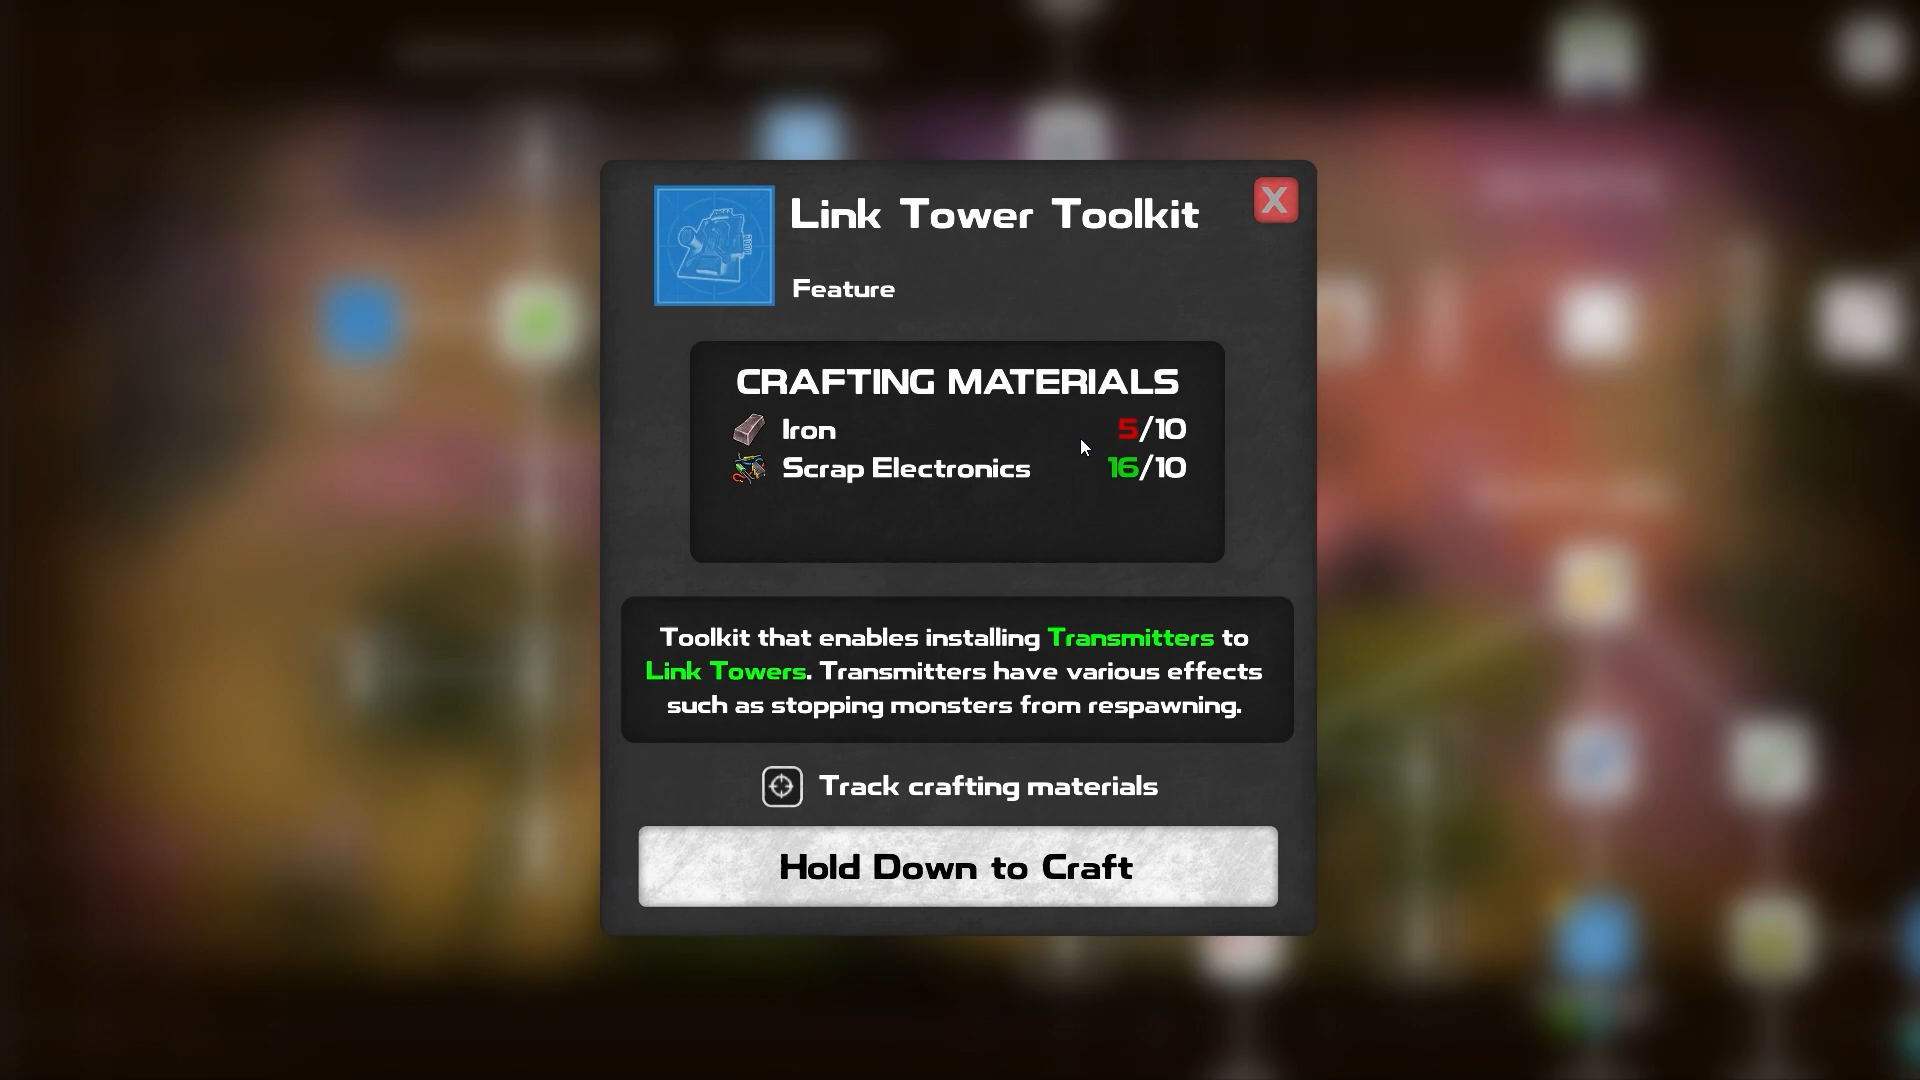 Link Tower Toolkit
X
Feature
CRAFTING MATERIALS
Iron 5/10
Scrap Electronics 16/10
Toolkit that enables installing Transmitters to
Link Towers. Transmitters have various effects
such as stopping monsters from respawning.
Track crafting materials
Hold Down to Craft